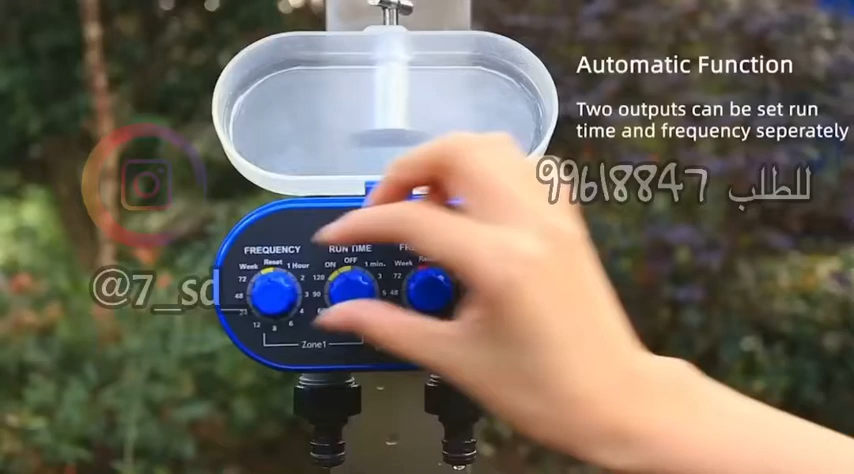 Automatic Function
Two outputs can be set run
time and frequency seperately
99618847 للطلب
@7_sd_
FREQUENCY
RUN TIME
Week Reset 1 Hour
72 2
48 3
4
12 8 6
ON OFF 1 min.
120 3
90 5
Week Reset
72
48
Zone1